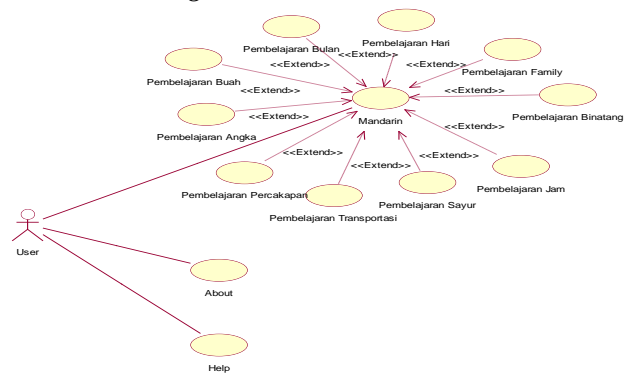 Pembelajaran Hari
Pembelajaran Bulan
<<Extend>>
<<Extend>>
<<Extend>>
Pembelajaran Family
Pembelajaran Buah
<<Extend>>
<<Extend>>
Pembelajaran Binatang
<<Extend>>
Mandarin
<<Extend>>
Pembelajaran Angka
<<Extend>>
<<Extend>>
<<Extend>>
Pembelajaran Jam
Pembelajaran Percakapan
Pembelajaran Sayur
Pembelajaran Transportasi
User
About
Help